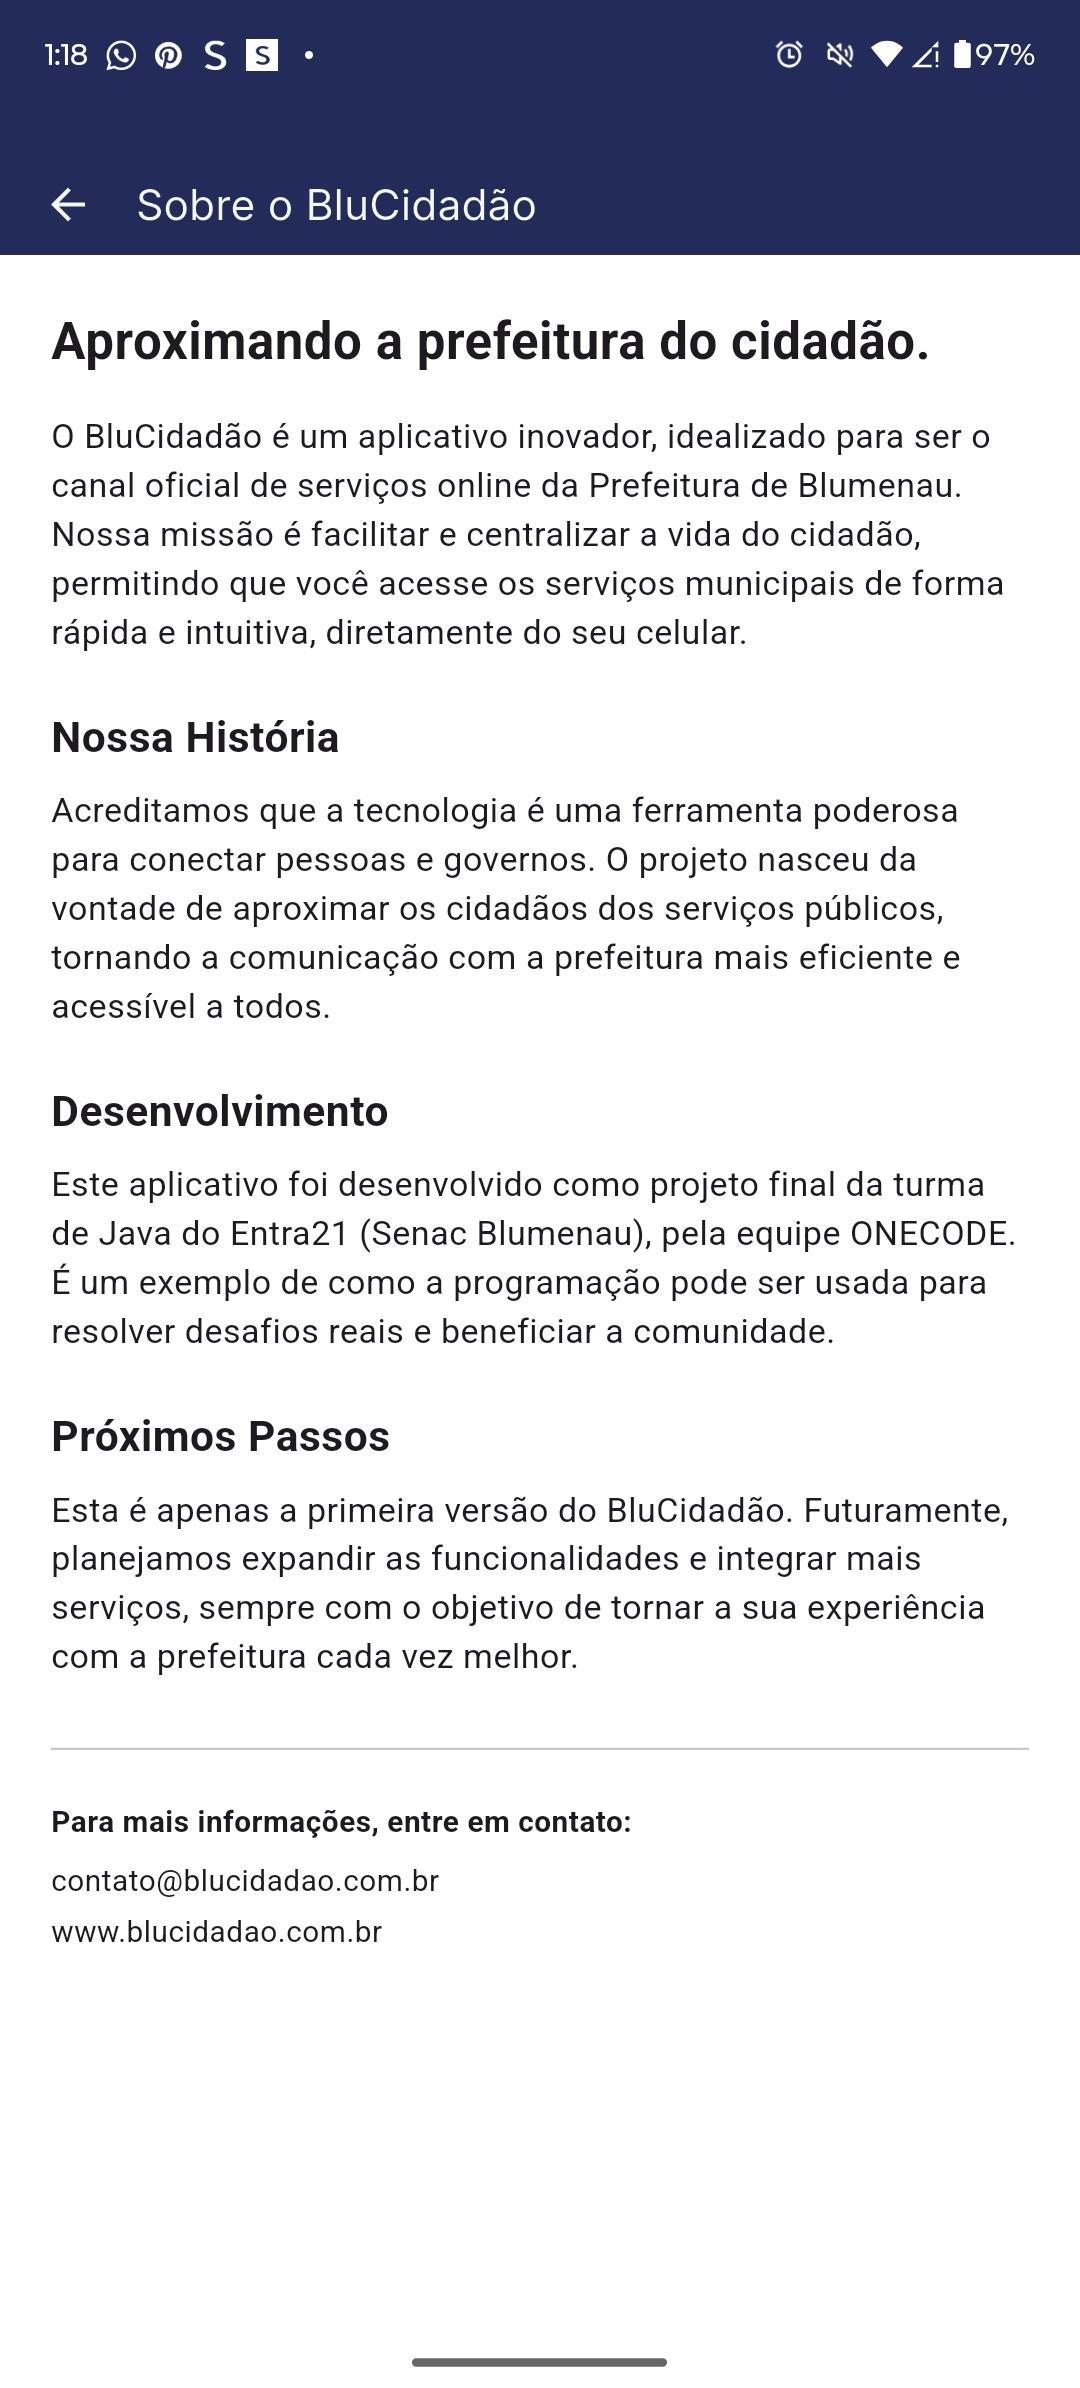 1:18
97%
Sobre o BluCidadão
Aproximando a prefeitura do cidadão.
O BluCidadão é um aplicativo inovador, idealizado para ser o
canal oficial de serviços online da Prefeitura de Blumenau.
Nossa missão é facilitar e centralizar a vida do cidadão,
permitindo que você acesse os serviços municipais de forma
rápida e intuitiva, diretamente do seu celular.
Nossa História
Acreditamos que a tecnologia é uma ferramenta poderosa
para conectar pessoas e governos. O projeto nasceu da
vontade de aproximar os cidadãos dos serviços públicos,
tornando a comunicação com a prefeitura mais eficiente e
acessível a todos.
Desenvolvimento
Este aplicativo foi desenvolvido como projeto final da turma
de Java do Entra21 (Senac Blumenau), pela equipe ONECODE.
É um exemplo de como a programação pode ser usada para
resolver desafios reais e beneficiar a comunidade.
Próximos Passos
Esta é apenas a primeira versão do BluCidadão. Futuramente,
planejamos expandir as funcionalidades e integrar mais
serviços, sempre com o objetivo de tornar a sua experiência
com a prefeitura cada vez melhor.
Para mais informações, entre em contato:
contato@blucidadao.com.br
www.blucidadao.com.br